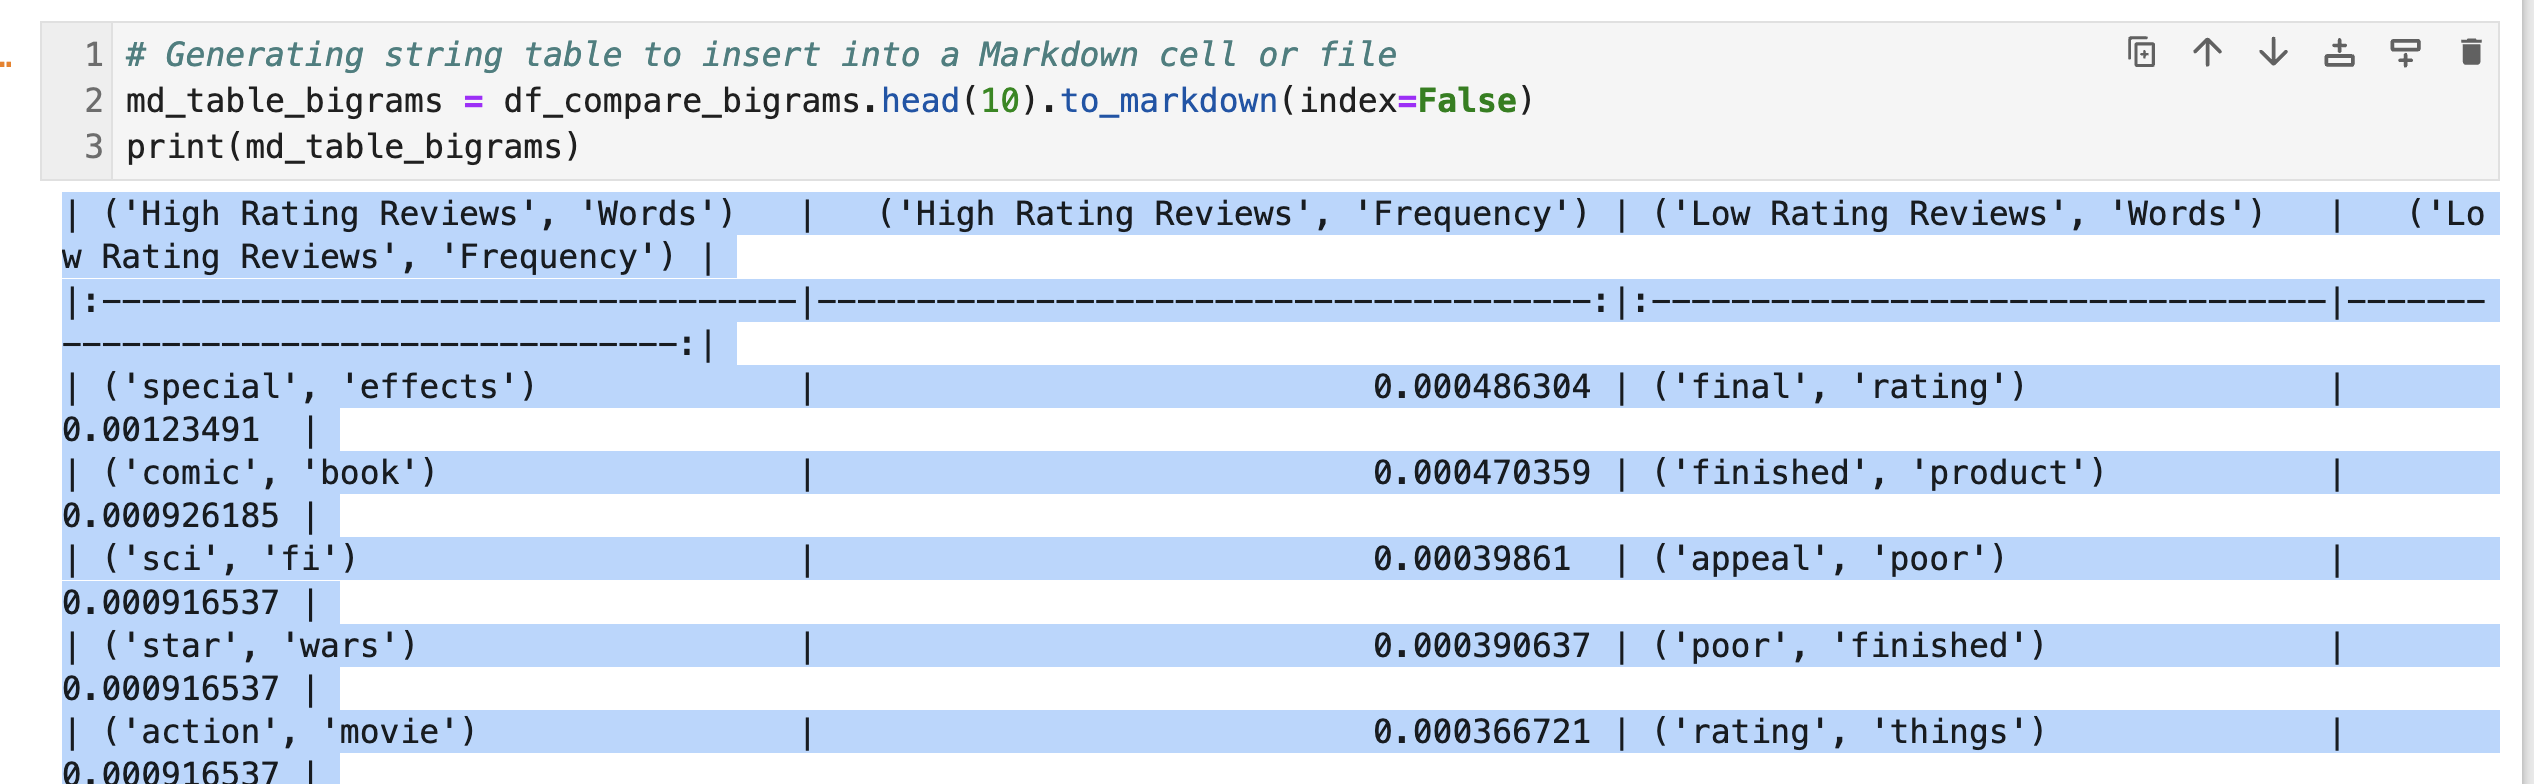 1 # Generating string table to insert into a Markdown cell or file
2 md_table_bigrams = df_compare_bigrams.head(10).to_markdown(index=False)
3 print(md_table_bigrams)
| ('High Rating Reviews', 'Words')   |   ('High Rating Reviews', 'Frequency') | ('Low Rating Reviews', 'Words')   |   ('Lo
w Rating Reviews', 'Frequency') |
|:-----------------------------------|---------------------------------------:|:----------------------------------|-------
-------------------------------:|
| ('special', 'effects')             |                            0.000486304 | ('final', 'rating')               |
0.00123491  |
| ('comic', 'book')                  |                            0.000470359 | ('finished', 'product')           |
0.000926185 |
| ('sci', 'fi')                      |                            0.00039861  | ('appeal', 'poor')                |
0.000916537 |
| ('star', 'wars')                   |                            0.000390637 | ('poor', 'finished')              |
0.000916537 |
| ('action', 'movie')                |                            0.000366721 | ('rating', 'things')              |
0.000916537 |